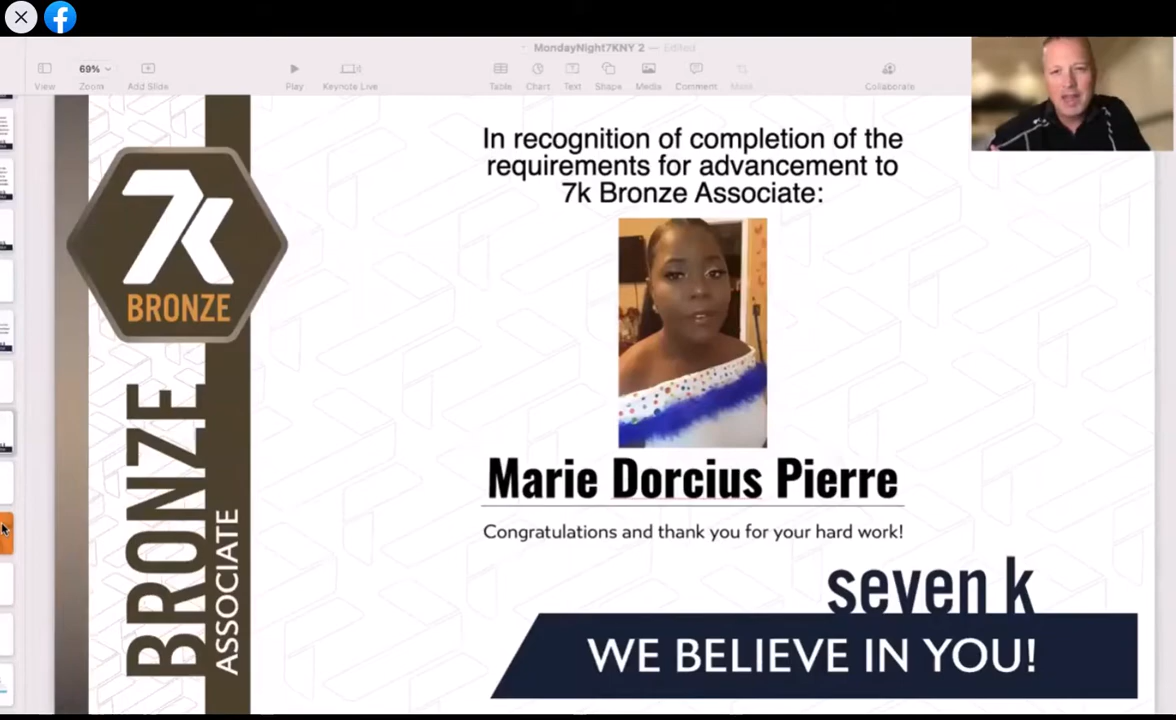 MondayNight7KNY 2 — Edited
69%
View
Zoom
Add Slide
Play
Keynote Live
Table
Chart
Text
Shape
Media
Comment
Mask
Collaborate
7k
BRONZE
BRONZE
ASSOCIATE
In recognition of completion of the
requirements for advancement to
7k Bronze Associate:
Marie Dorcius Pierre
Congratulations and thank you for your hard work!
seven k
WE BELIEVE IN YOU!